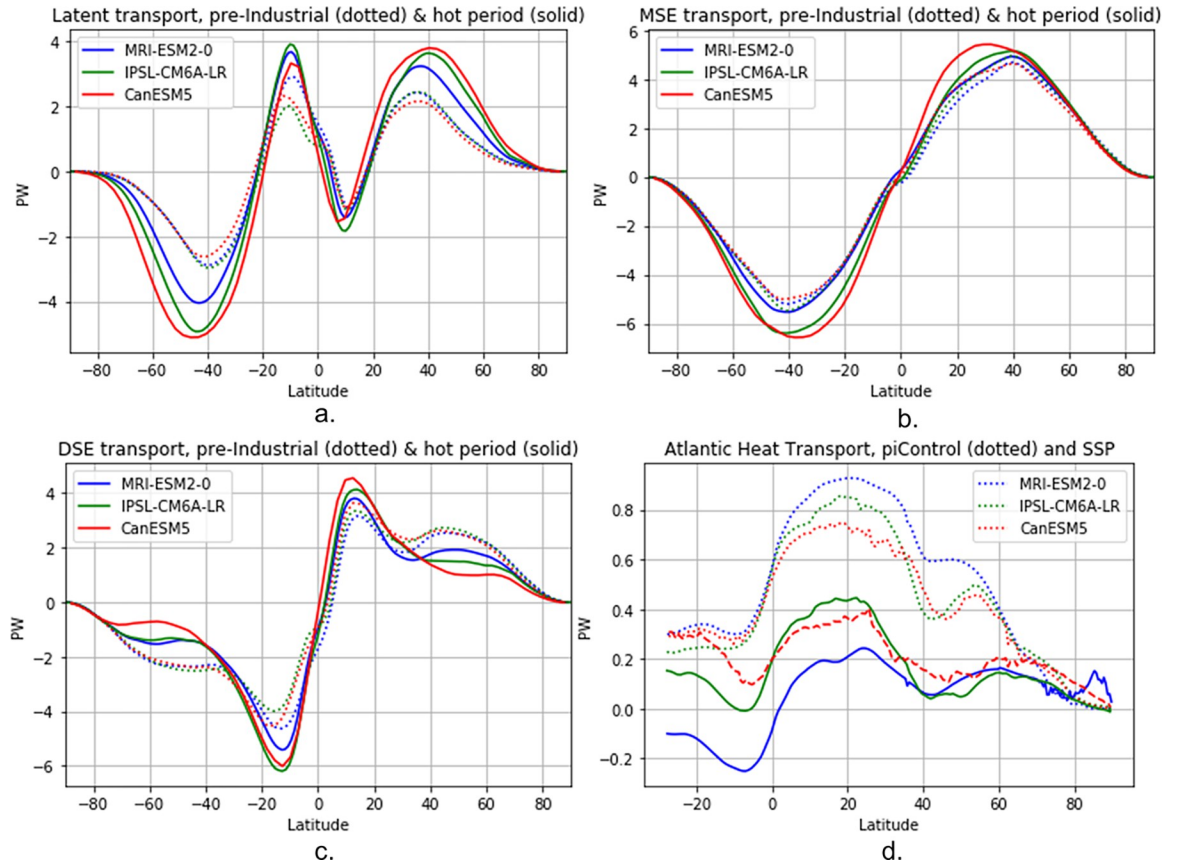 Latent transport, pre-Industrial (dotted) & hot period (solid)
MRI-ESM2-0
IPSL-CM6A-LR
CanESM5
4
2
0
−2
−4
PW
−80 −60 −40 −20 0 20 40 60 80
Latitude
a.
MSE transport, pre-Industrial (dotted) & hot period (solid)
MRI-ESM2-0
IPSL-CM6A-LR
CanESM5
6
4
2
0
−2
−4
−6
PW
−80 −60 −40 −20 0 20 40 60 80
Latitude
b.
DSE transport, pre-Industrial (dotted) & hot period (solid)
MRI-ESM2-0
IPSL-CM6A-LR
CanESM5
4
2
0
−2
−4
−6
PW
−80 −60 −40 −20 0 20 40 60 80
Latitude
c.
Atlantic Heat Transport, piControl (dotted) and SSP
MRI-ESM2-0
IPSL-CM6A-LR
CanESM5
0.8
0.6
0.4
0.2
0.0
−0.2
PW
−20 0 20 40 60 80
Latitude
d.